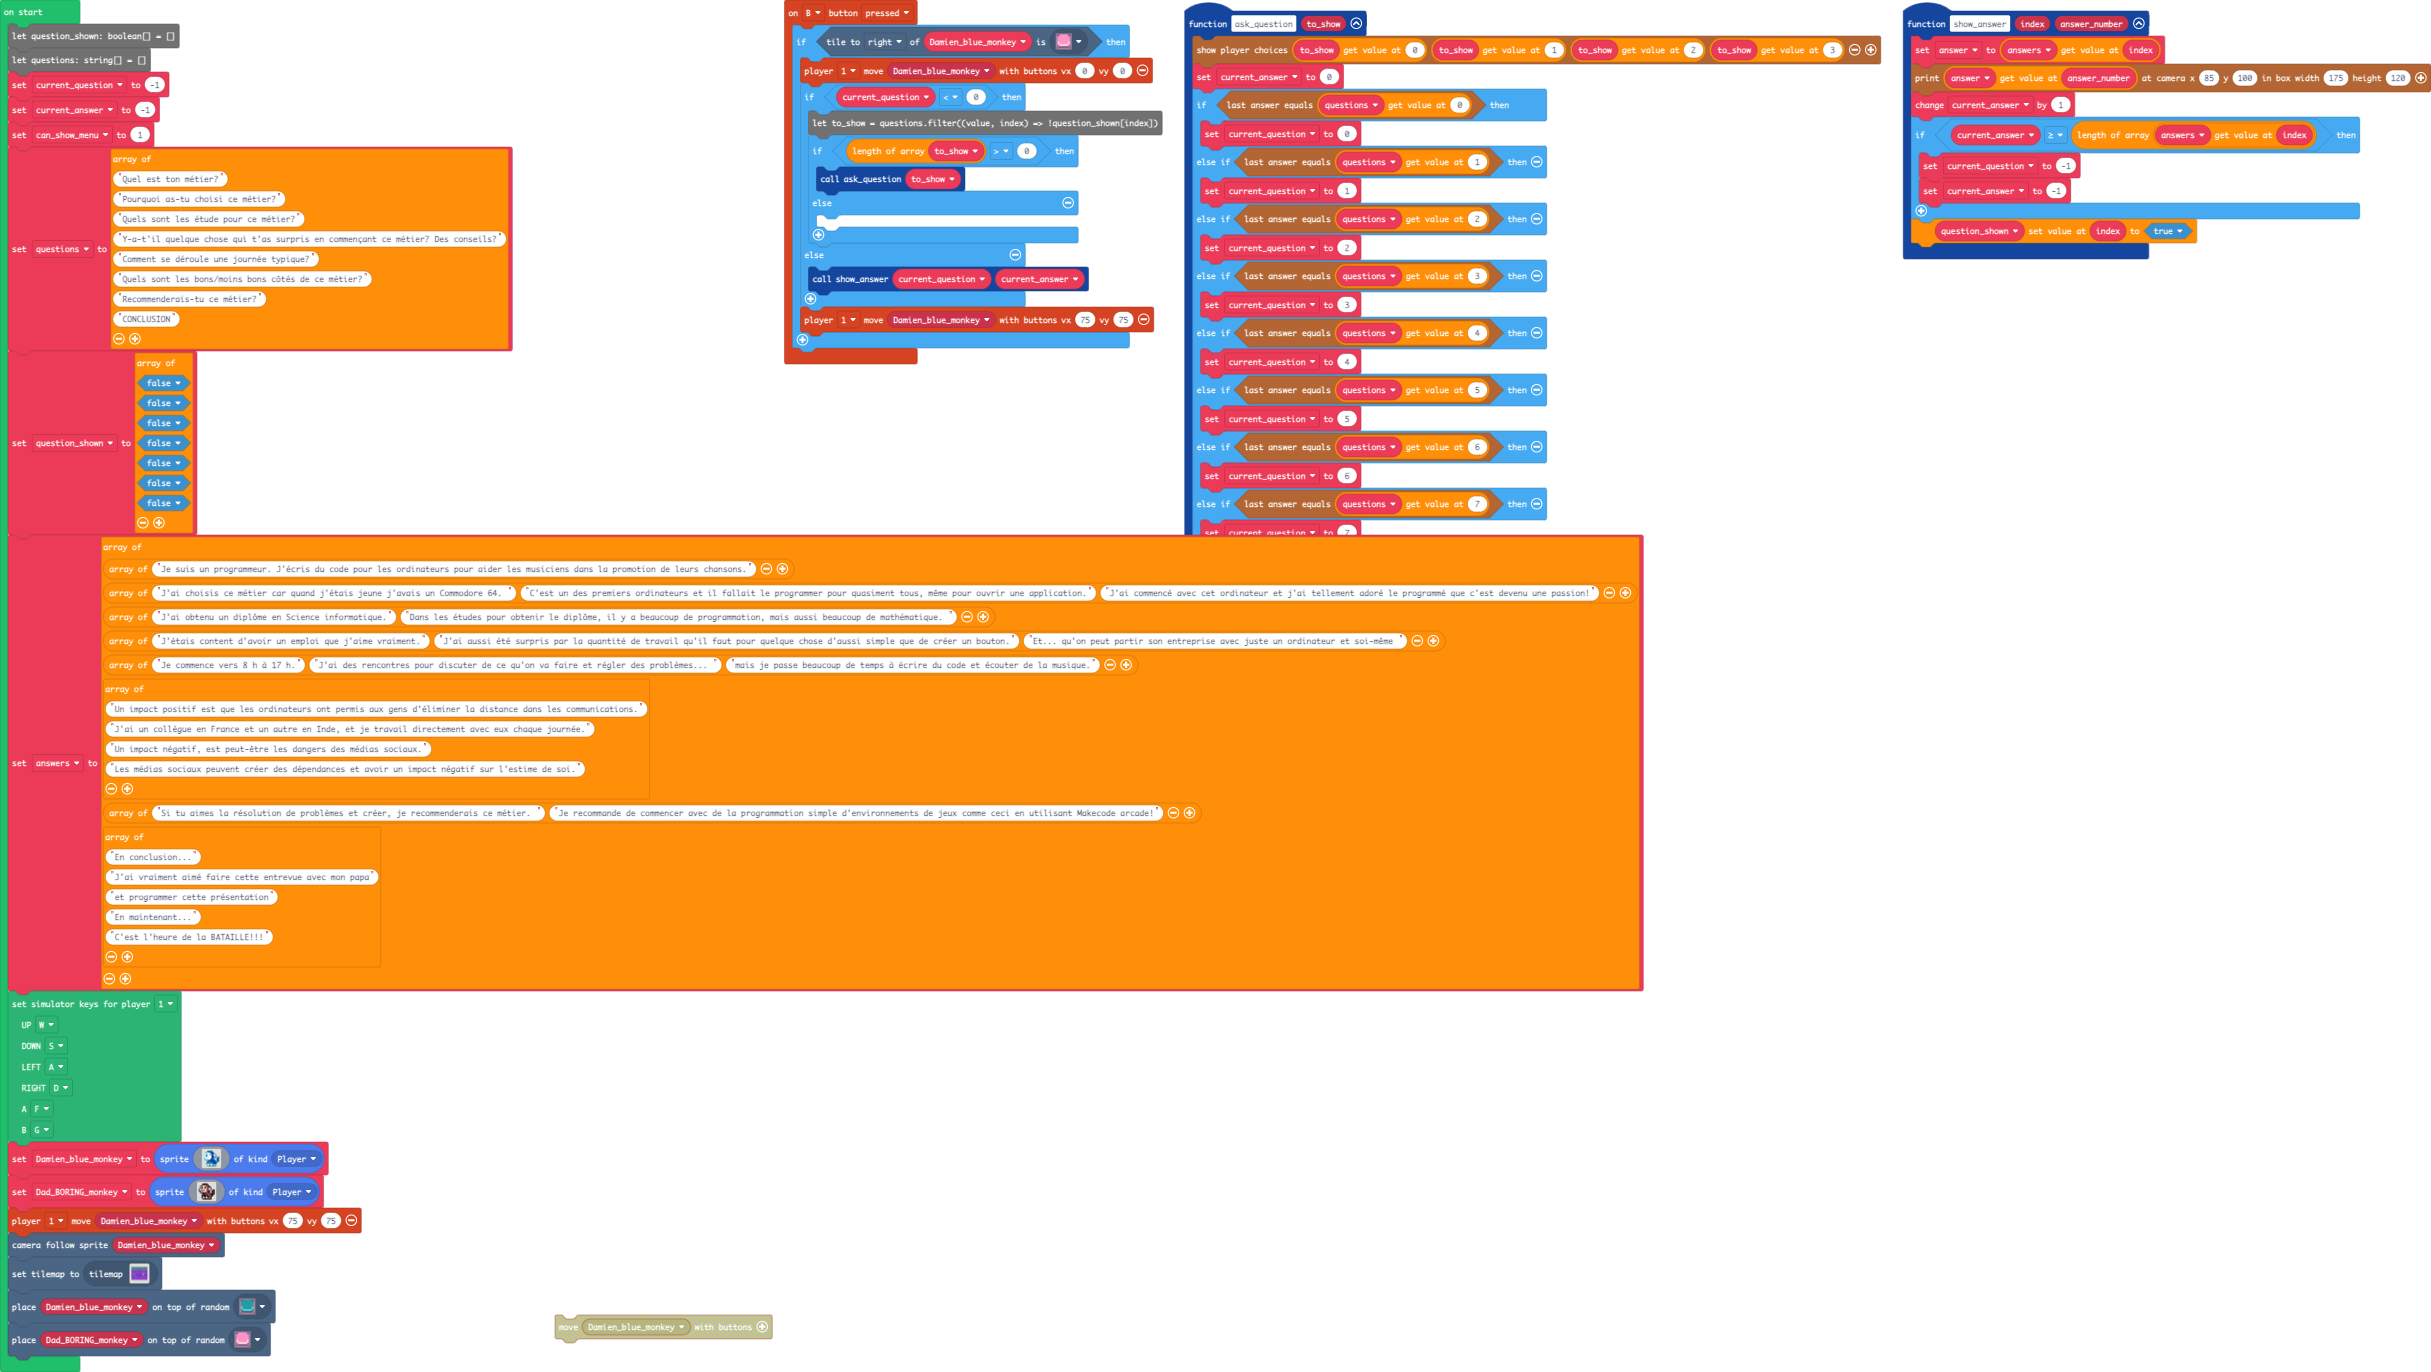 on start
let question_shown: boolean[] = []
let questions: string[] = []
set current_question to -1
set current_answer to -1
set can_show_menu to 1
set questions to
array of
"Quel est ton métier?"
"Pourquoi as-tu choisi ce métier?"
"Quels sont les étude pour ce métier?"
"Y-a-t'il quelque chose qui t'as surpris en commençant ce métier? Des conseils?"
"Comment se déroule une journée typique?"
"Quels sont les bons/moins bons côtés de ce métier?"
"Recommenderais-tu ce métier?"
"CONCLUSION"
set question_shown to
array of
false
false
false
false
false
false
false
set answers to
array of
array of "Je suis un programmeur. J'écris du code pour les ordinateurs pour aider les musiciens dans la promotion de leurs chansons."
array of "J'ai choisis ce métier car quand j'étais jeune j'avais un Commodore 64. " "C'est un des premiers ordinateurs et il fallait le programmer pour quasiment tous, même pour ouvrir une application." "J'ai commencé avec cet ordinateur et j'ai tellement adoré le programmé que c'est devenu une passion!"
array of "J'ai obtenu un diplôme en Science informatique." "Dans les études pour obtenir le diplôme, il y a beaucoup de programmation, mais aussi beaucoup de mathématique. "
array of "J'étais content d'avoir un emploi que j'aime vraiment." "J'ai aussi été surpris par la quantité de travail qu'il faut pour quelque chose d'aussi simple que de créer un bouton." "Et... qu'on peut partir son entreprise avec juste un ordinateur et soi-même "
array of "Je commence vers 8 h à 17 h." "J'ai des rencontres pour discuter de ce qu'on va faire et régler des problèmes... " "mais je passe beaucoup de temps à écrire du code et écouter de la musique."
array of
"Un impact positif est que les ordinateurs ont permis aux gens d'éliminer la distance dans les communications."
"J'ai un collègue en France et un autre en Inde, et je travail directement avec eux chaque journée."
"Un impact négatif, est peut-être les dangers des médias sociaux."
"Les médias sociaux peuvent créer des dépendances et avoir un impact négatif sur l'estime de soi."
array of "Si tu aimes la résolution de problèmes et créer, je recommenderais ce métier. " "Je recommande de commencer avec de la programmation simple d'environnements de jeux comme ceci en utilisant Makecode arcade!"
array of
"En conclusion..."
"J'ai vraiment aimé faire cette entrevue avec mon papa"
"et programmer cette présentation"
"En maintenant..."
"C'est l'heure de la BATAILLE!!!"
set simulator keys for player 1
UP W
DOWN S
LEFT A
RIGHT D
A F
B G
set Damien_blue_monkey to sprite of kind Player
set Dad_BORING_monkey to sprite of kind Player
player 1 move Damien_blue_monkey with buttons vx 75 vy 75
camera follow sprite Damien_blue_monkey
set tilemap to tilemap
place Damien_blue_monkey on top of random
place Dad_BORING_monkey on top of random
move Damien_blue_monkey with buttons
on B button pressed
if tile to right of Damien_blue_monkey is then
player 1 move Damien_blue_monkey with buttons vx 0 vy 0
if current_question < 0 then
let to_show = questions.filter((value, index) => !question_shown[index])
if length of array to_show > 0 then
call ask_question to_show
else
else
call show_answer current_question current_answer
player 1 move Damien_blue_monkey with buttons vx 75 vy 75
function ask_question to_show
show player choices to_show get value at 0 to_show get value at 1 to_show get value at 2 to_show get value at 3
set current_answer to 0
if last answer equals questions get value at 0 then
set current_question to 0
else if last answer equals questions get value at 1 then
set current_question to 1
else if last answer equals questions get value at 2 then
set current_question to 2
else if last answer equals questions get value at 3 then
set current_question to 3
else if last answer equals questions get value at 4 then
set current_question to 4
else if last answer equals questions get value at 5 then
set current_question to 5
else if last answer equals questions get value at 6 then
set current_question to 6
else if last answer equals questions get value at 7 then
set current_question to 7
function show_answer index answer_number
set answer to answers get value at index
print answer get value at answer_number at camera x 85 y 100 in box width 175 height 120
change current_answer by 1
if current_answer ≥ length of array answers get value at index then
set current_question to -1
set current_answer to -1
question_shown set value at index to true